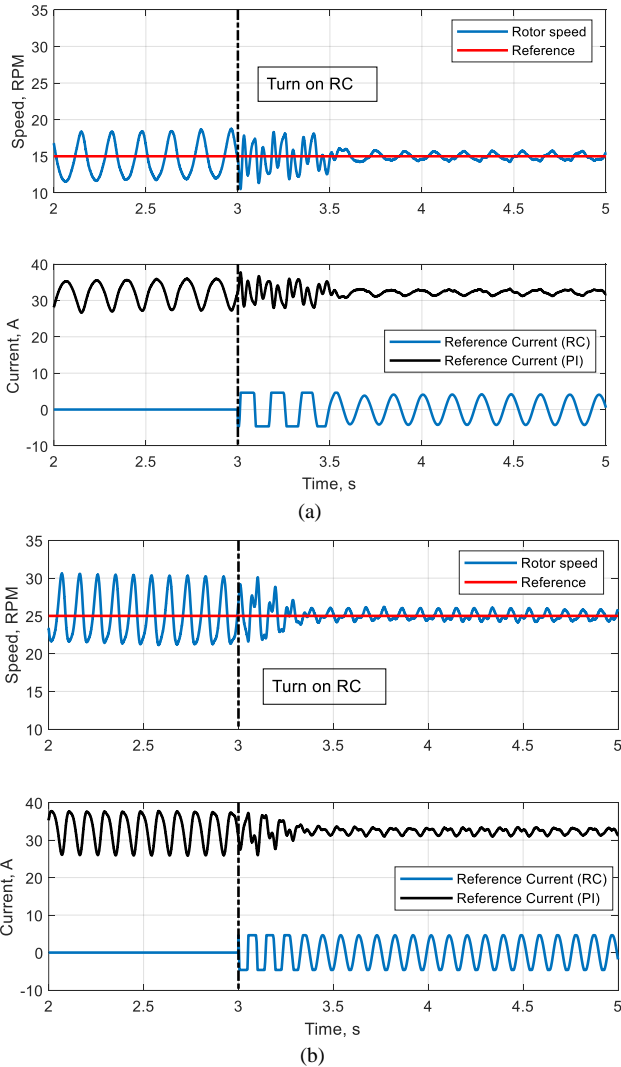 35
30
25
20
15
10
Speed, RPM
Rotor speed
Reference
Turn on RC
2 2.5 3 3.5 4 4.5 5
40
30
20
10
0
-10
Current, A
Reference Current (RC)
Reference Current (PI)
2 2.5 3 3.5 4 4.5 5
Time, s
(a)
35
30
25
20
15
10
Speed, RPM
Rotor speed
Reference
Turn on RC
2 2.5 3 3.5 4 4.5 5
40
30
20
10
0
-10
Current, A
Reference Current (RC)
Reference Current (PI)
2 2.5 3 3.5 4 4.5 5
Time, s
(b)